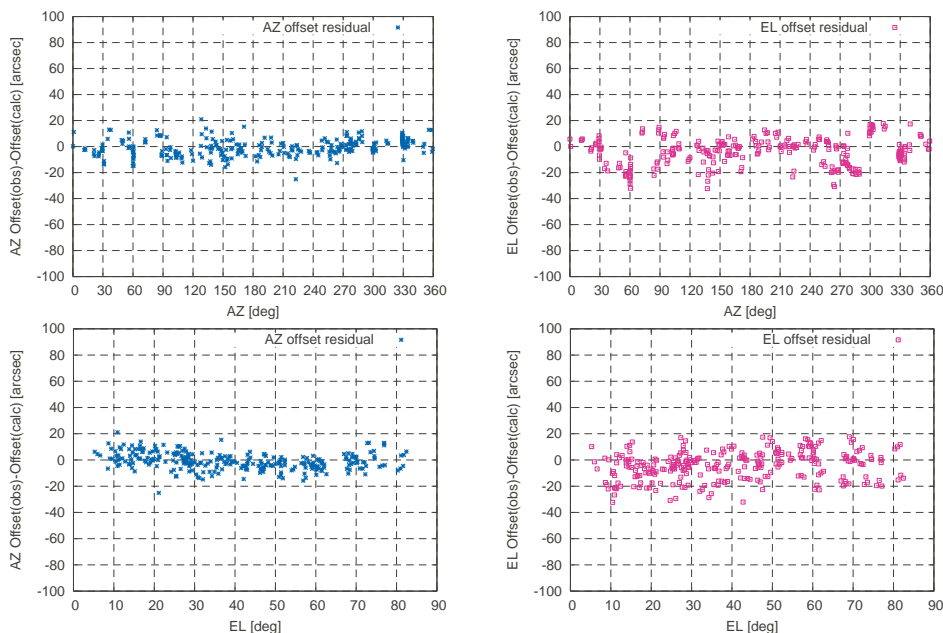 AZ offset residual
100
80
60
40
20
0
-20
-40
-60
-80
-100
AZ Offset(obs)-Offset(calc) [arcsec]
0 30 60 90 120 150 180 210 240 270 300 330 360
AZ [deg]
EL offset residual
100
80
60
40
20
0
-20
-40
-60
-80
-100
EL Offset(obs)-Offset(calc) [arcsec]
0 30 60 90 120 150 180 210 240 270 300 330 360
AZ [deg]
AZ offset residual
100
80
60
40
20
0
-20
-40
-60
-80
-100
AZ Offset(obs)-Offset(calc) [arcsec]
0 10 20 30 40 50 60 70 80 90
EL [deg]
EL offset residual
100
80
60
40
20
0
-20
-40
-60
-80
-100
EL Offset(obs)-Offset(calc) [arcsec]
0 10 20 30 40 50 60 70 80 90
EL [deg]